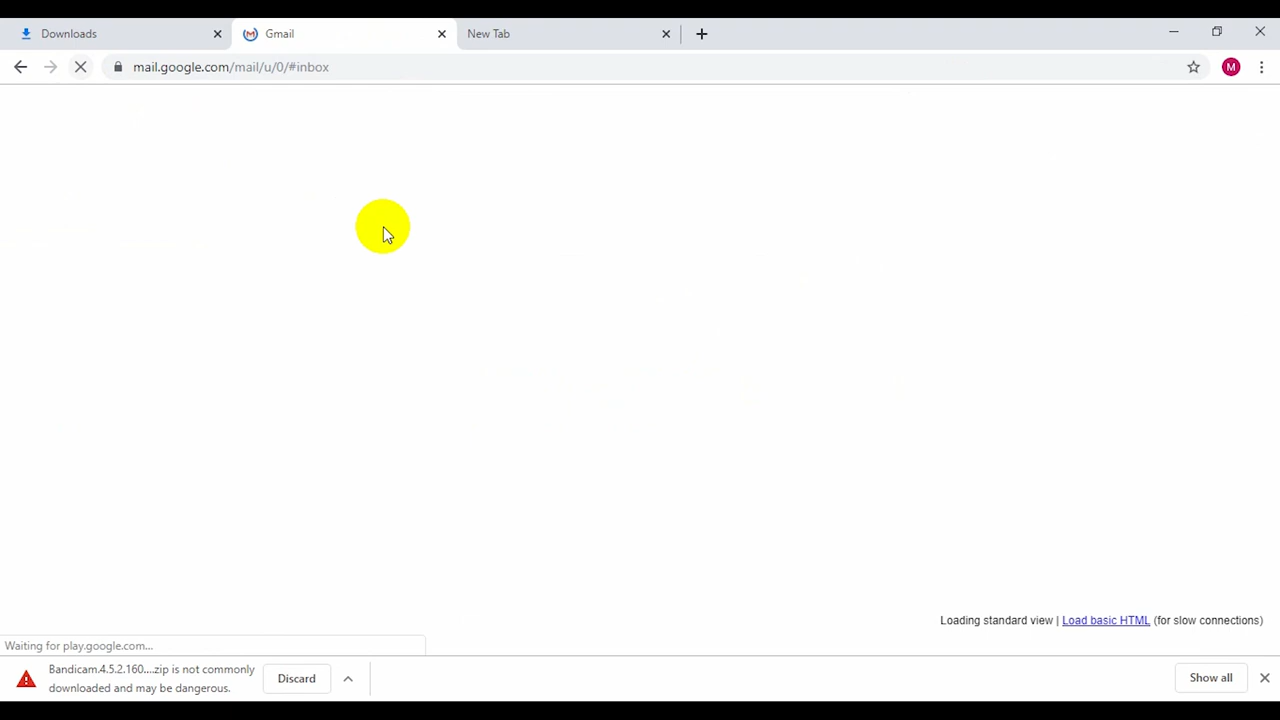 Downloads
Gmail
New Tab
mail.google.com/mail/u/0/#inbox
M
Loading standard view | Load basic HTML (for slow connections)
Waiting for play.google.com...
Bandicam.4.5.2.160....zip is not commonly
downloaded and may be dangerous.
Discard
Show all